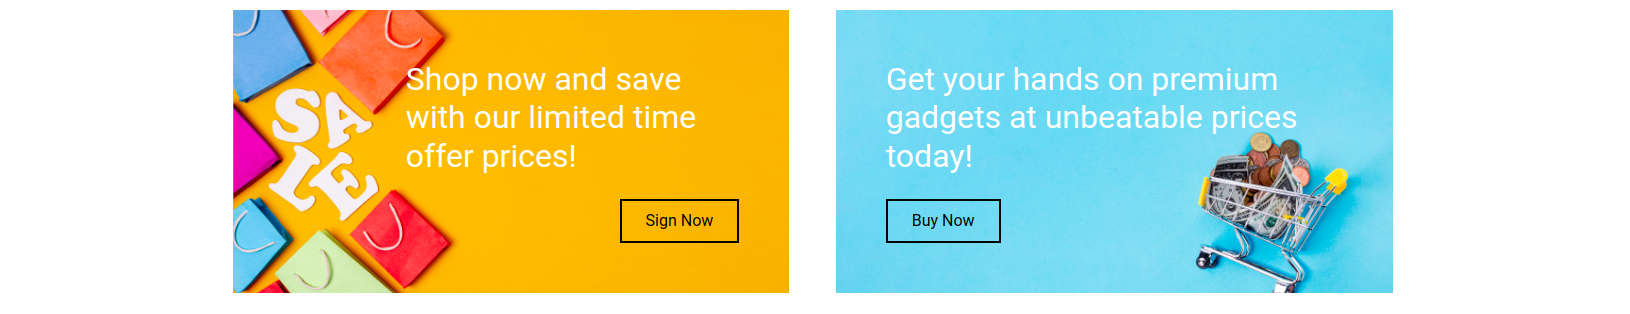 SALE
Shop now and save
with our limited time
offer prices!
Sign Now
Get your hands on premium
gadgets at unbeatable prices
today!
Buy Now